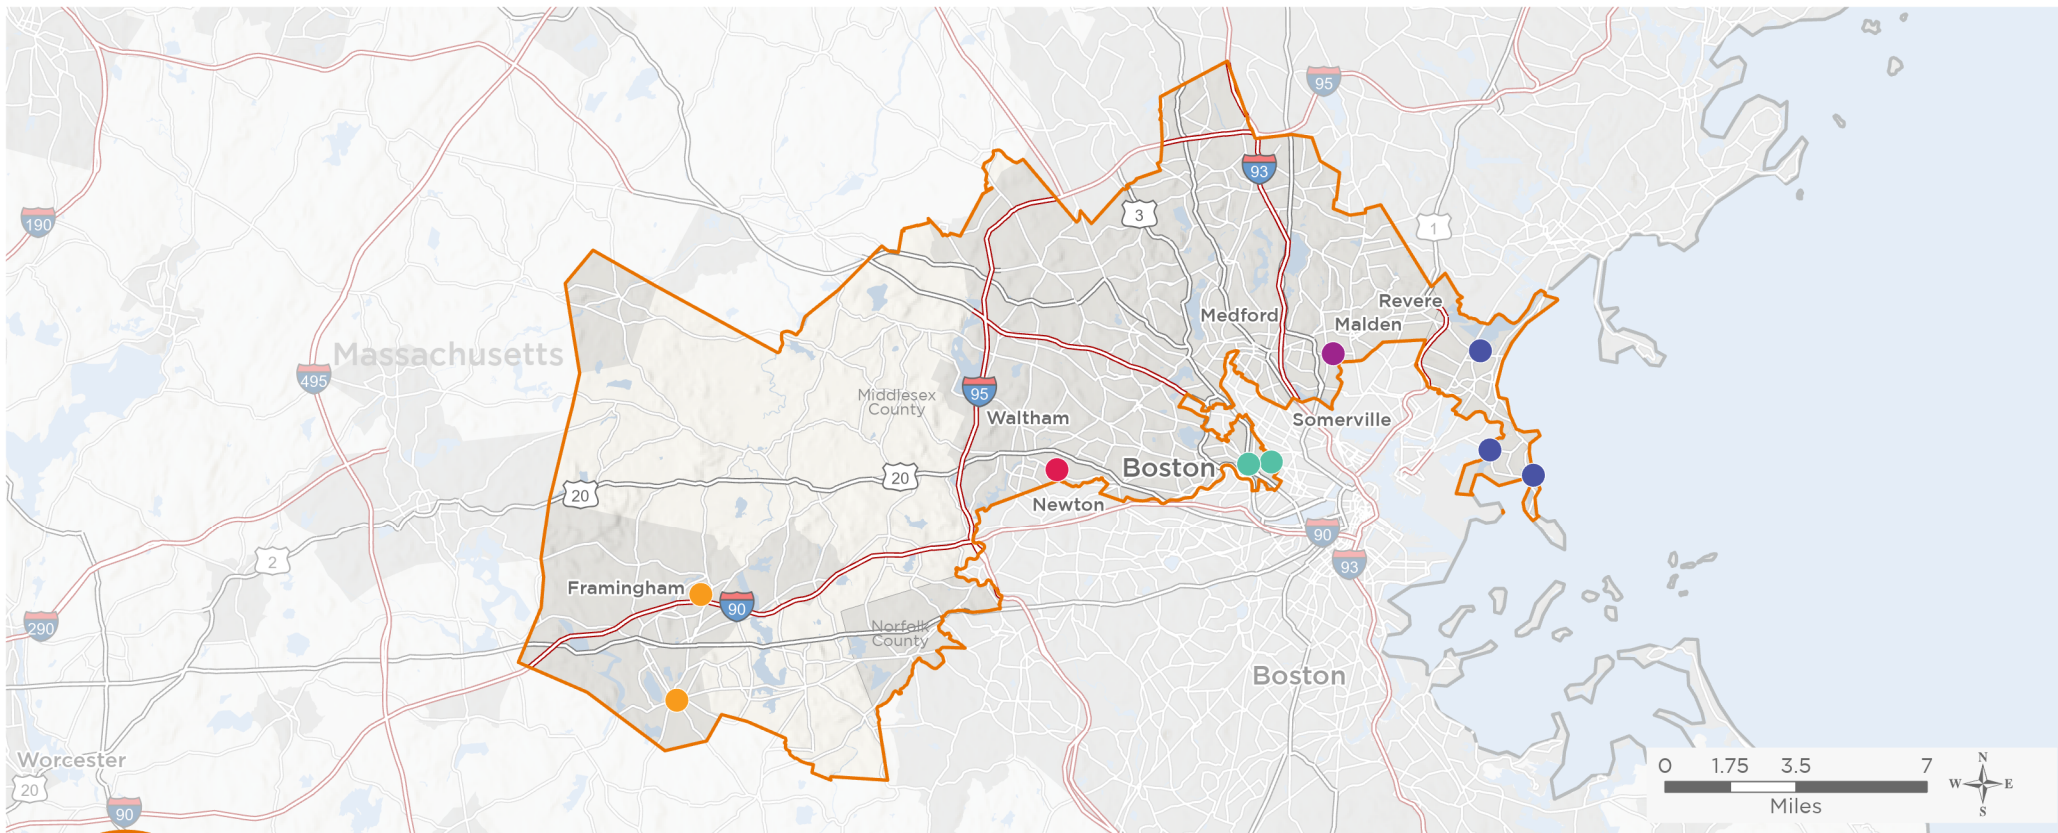 95
93
190
3
1
Revere
Medford
Malden
Massachusetts
495
95
Middlesex
County
Waltham
Somerville
Boston
20
20
Newton
90
2
93
Framingham
90
290
Norfolk
County
Boston
Worcester
20
90
0 1.75 3.5 7
Miles
N
W E
S